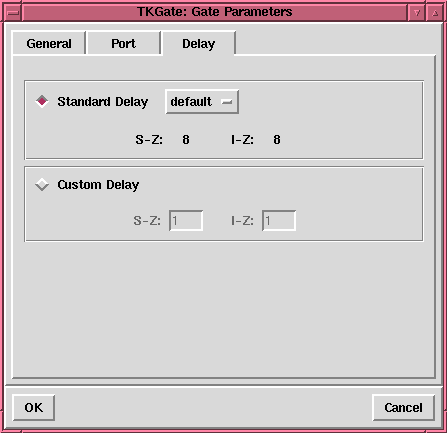 TKGate: Gate Parameters
General Port Delay
Standard Delay default
S-Z: 8 I-Z: 8
Custom Delay
S-Z: 1 I-Z: 1
OK Cancel